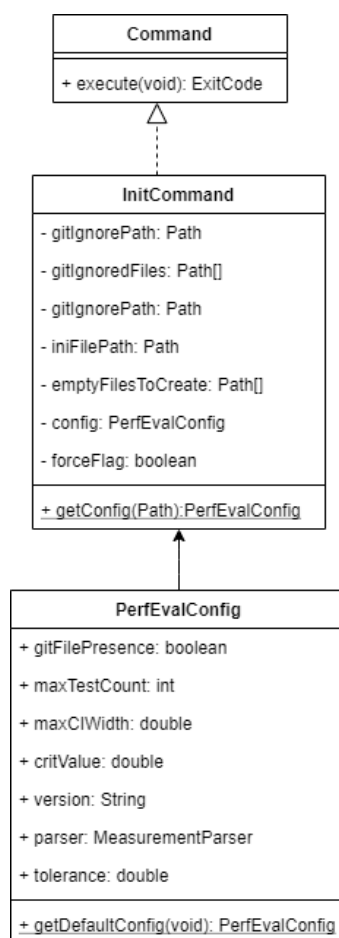 Command
+ execute(void): ExitCode
InitCommand
- gitIgnorePath: Path
- gitIgnoredFiles: Path[]
- gitIgnorePath: Path
- iniFilePath: Path
- emptyFilesToCreate: Path[]
- config: PerfEvalConfig
- forceFlag: boolean
+ getConfig(Path):PerfEvalConfig
PerfEvalConfig
+ gitFilePresence: boolean
+ maxTestCount: int
+ maxCIWidth: double
+ critValue: double
+ version: String
+ parser: MeasurementParser
+ tolerance: double
+ getDefaultConfig(void): PerfEvalConfig